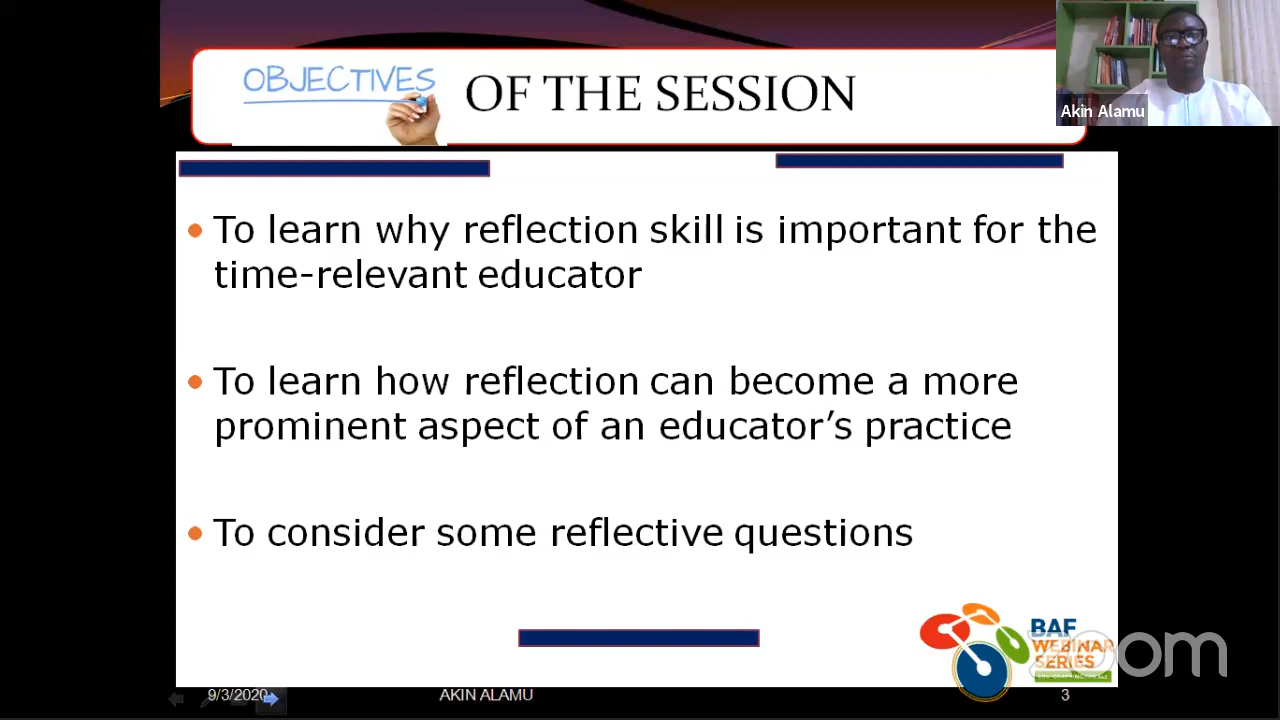 OBJECTIVES OF THE SESSION
Akin Alamu
• To learn why reflection skill is important for the
time-relevant educator
• To learn how reflection can become a more
prominent aspect of an educator’s practice
• To consider some reflective questions
BAF
WEBINAR
SERIES
zoom
9/3/2020
AKIN ALAMU
3